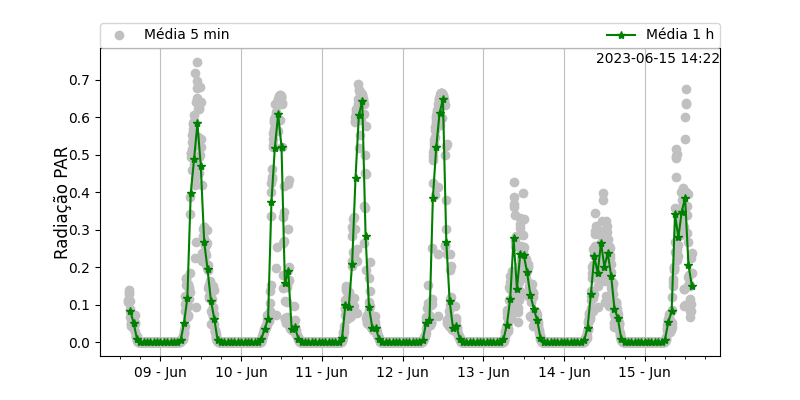 Média 5 min
Média 1 h
2023-06-15 14:22
Radiação PAR
0.7
0.6
0.5
0.4
0.3
0.2
0.1
0.0
09 - Jun
10 - Jun
11 - Jun
12 - Jun
13 - Jun
14 - Jun
15 - Jun